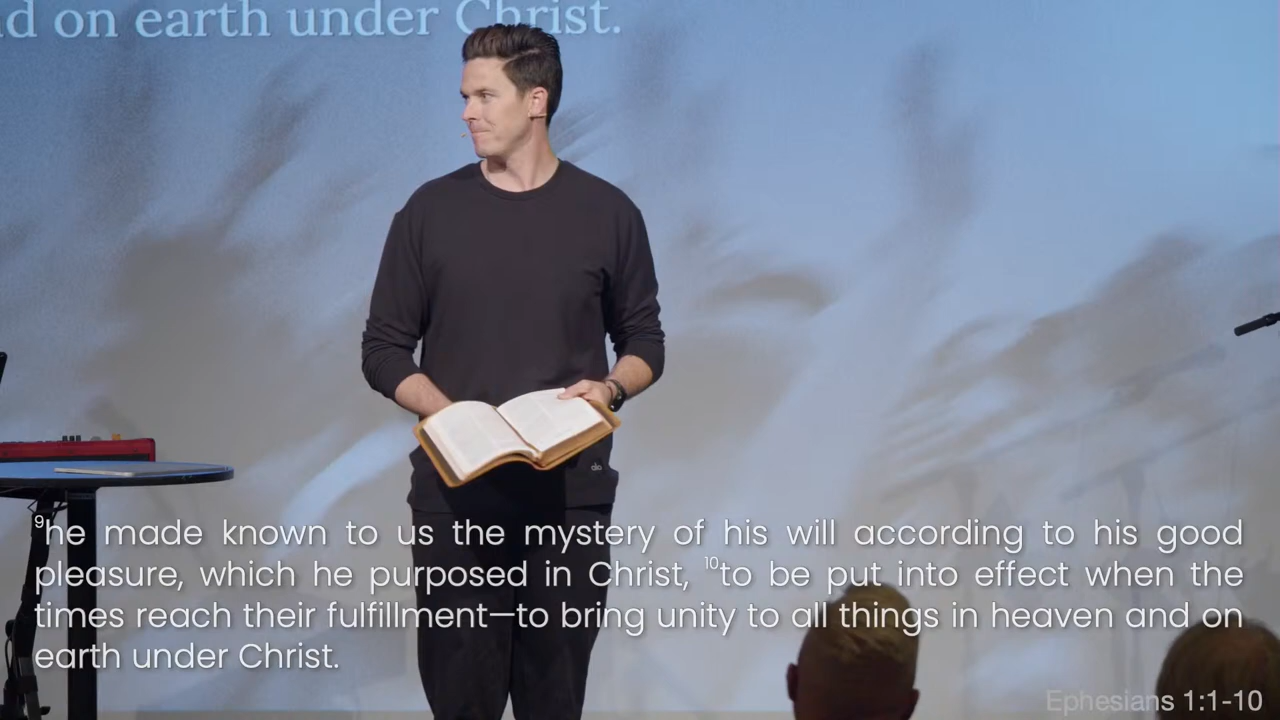 d on earth under Christ.
alo
⁹he made known to us the mystery of his will according to his good
pleasure, which he purposed in Christ, ¹⁰to be put into effect when the
times reach their fulfillment—to bring unity to all things in heaven and on
earth under Christ.
Ephesians 1:1-10